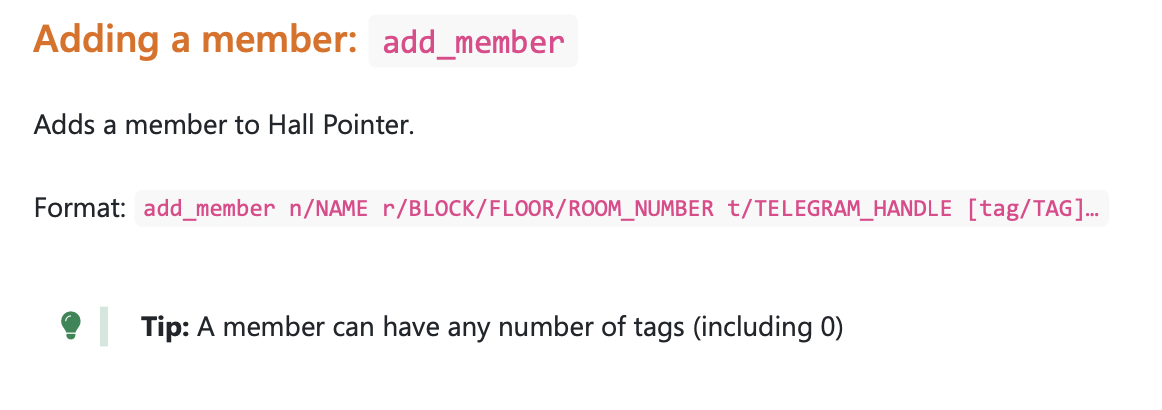 Adding a member: add_member
Adds a member to Hall Pointer.
Format: add_member n/NAME r/BLOCK/FLOOR/ROOM_NUMBER t/TELEGRAM_HANDLE [tag/TAG]…
Tip: A member can have any number of tags (including 0)